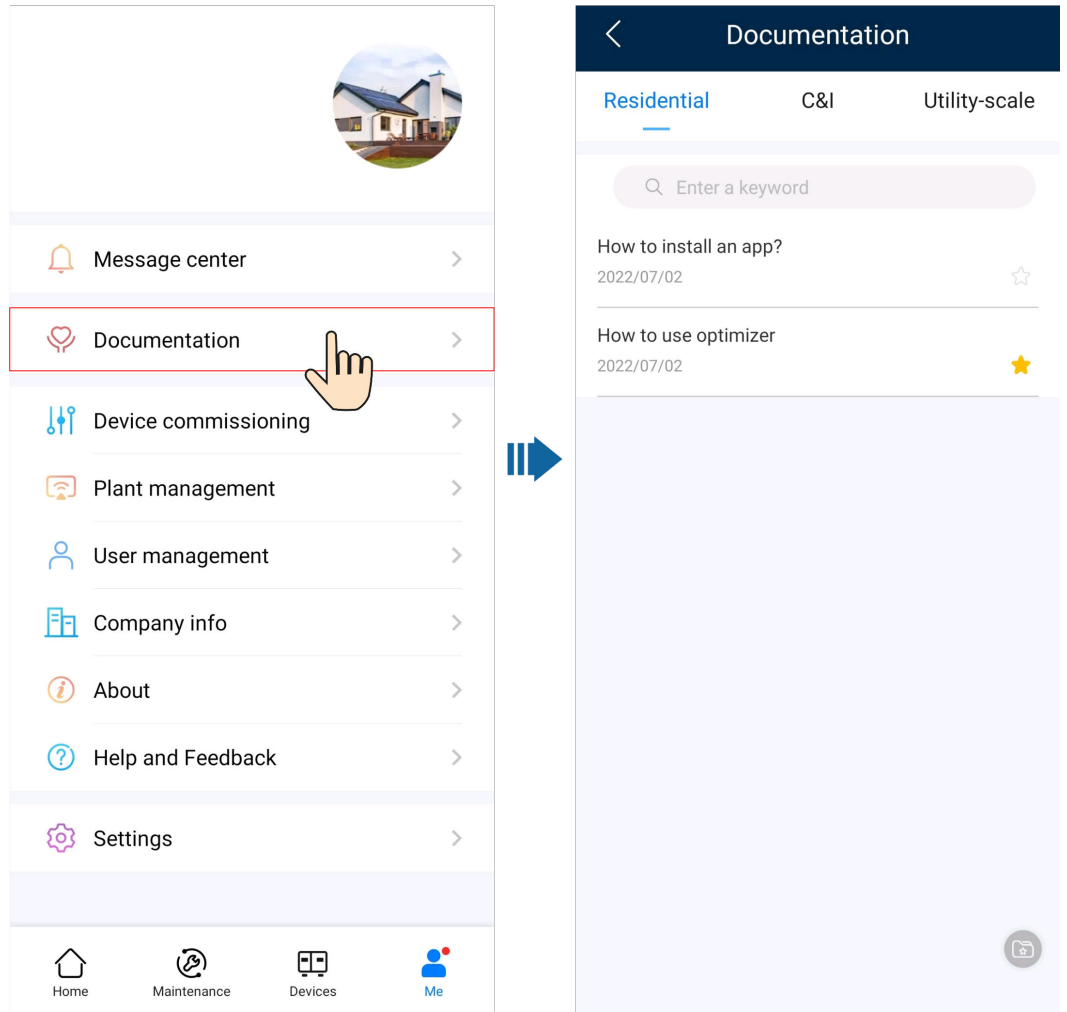 Message center
Documentation
Device commissioning
Plant management
User management
Company info
About
Help and Feedback
Settings
Home Maintenance Devices Me
Documentation
Residential C&I Utility-scale
Enter a keyword
How to install an app?
2022/07/02
How to use optimizer
2022/07/02